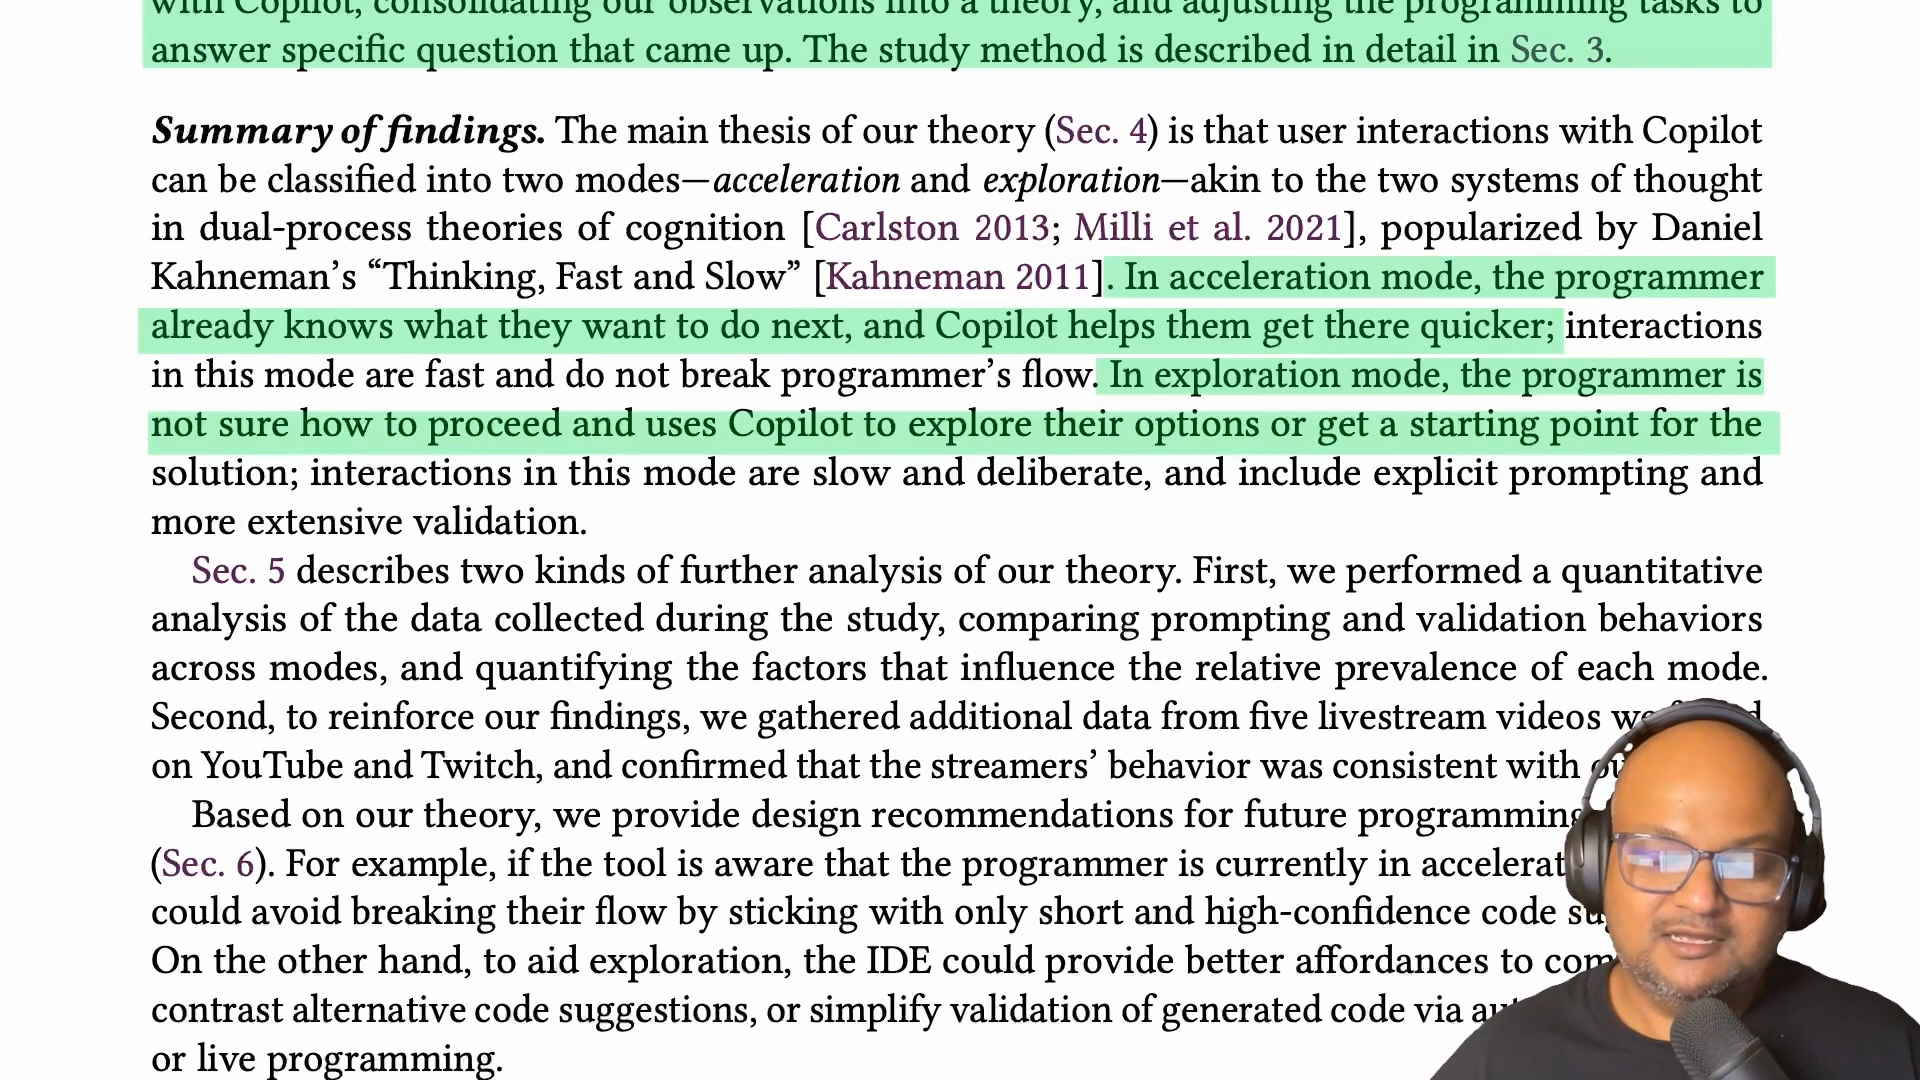 with Copilot, consolidating our observations into a theory, and adjusting the programming tasks to
answer specific question that came up. The study method is described in detail in Sec. 3.
Summary of findings. The main thesis of our theory (Sec. 4) is that user interactions with Copilot
can be classified into two modes—acceleration and exploration—akin to the two systems of thought
in dual-process theories of cognition [Carlston 2013; Milli et al. 2021], popularized by Daniel
Kahneman’s “Thinking, Fast and Slow” [Kahneman 2011]. In acceleration mode, the programmer
already knows what they want to do next, and Copilot helps them get there quicker; interactions
in this mode are fast and do not break programmer’s flow. In exploration mode, the programmer is
not sure how to proceed and uses Copilot to explore their options or get a starting point for the
solution; interactions in this mode are slow and deliberate, and include explicit prompting and
more extensive validation.
Sec. 5 describes two kinds of further analysis of our theory. First, we performed a quantitative
analysis of the data collected during the study, comparing prompting and validation behaviors
across modes, and quantifying the factors that influence the relative prevalence of each mode.
Second, to reinforce our findings, we gathered additional data from five livestream videos we
on YouTube and Twitch, and confirmed that the streamers’ behavior was consistent with
Based on our theory, we provide design recommendations for future programming
(Sec. 6). For example, if the tool is aware that the programmer is currently in
could avoid breaking their flow by sticking with only short and high-confidence code
On the other hand, to aid exploration, the IDE could provide better affordances to
contrast alternative code suggestions, or simplify validation of generated code via
or live programming.